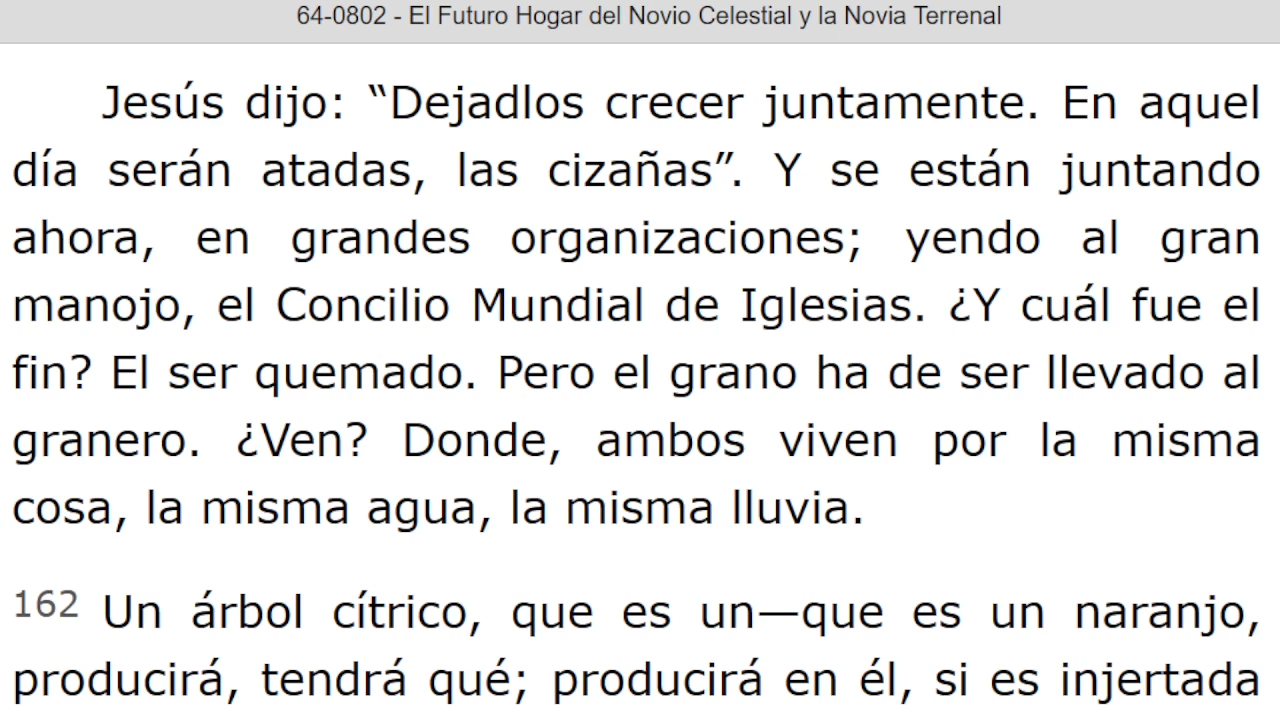 64-0802 - El Futuro Hogar del Novio Celestial y la Novia Terrenal
Jesús dijo: “Dejadlos crecer juntamente. En aquel
día serán atadas, las cizañas”. Y se están juntando
ahora, en grandes organizaciones; yendo al gran
manojo, el Concilio Mundial de Iglesias. ¿Y cuál fue el
fin? El ser quemado. Pero el grano ha de ser llevado al
granero. ¿Ven? Donde, ambos viven por la misma
cosa, la misma agua, la misma lluvia.
162 Un árbol cítrico, que es un—que es un naranjo,
producirá, tendrá qué; producirá en él, si es injertada